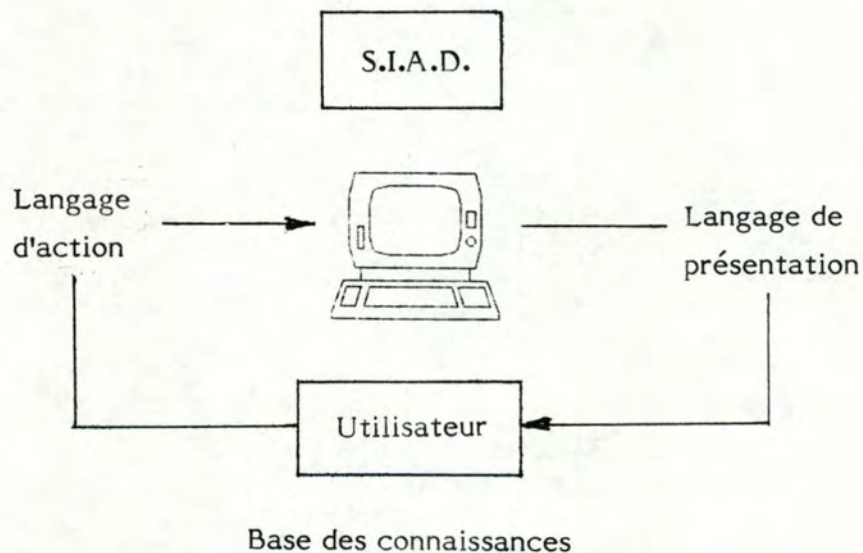 S.I.A.D.
Langage
d'action
Langage de
présentation
Utilisateur
Base des connaissances